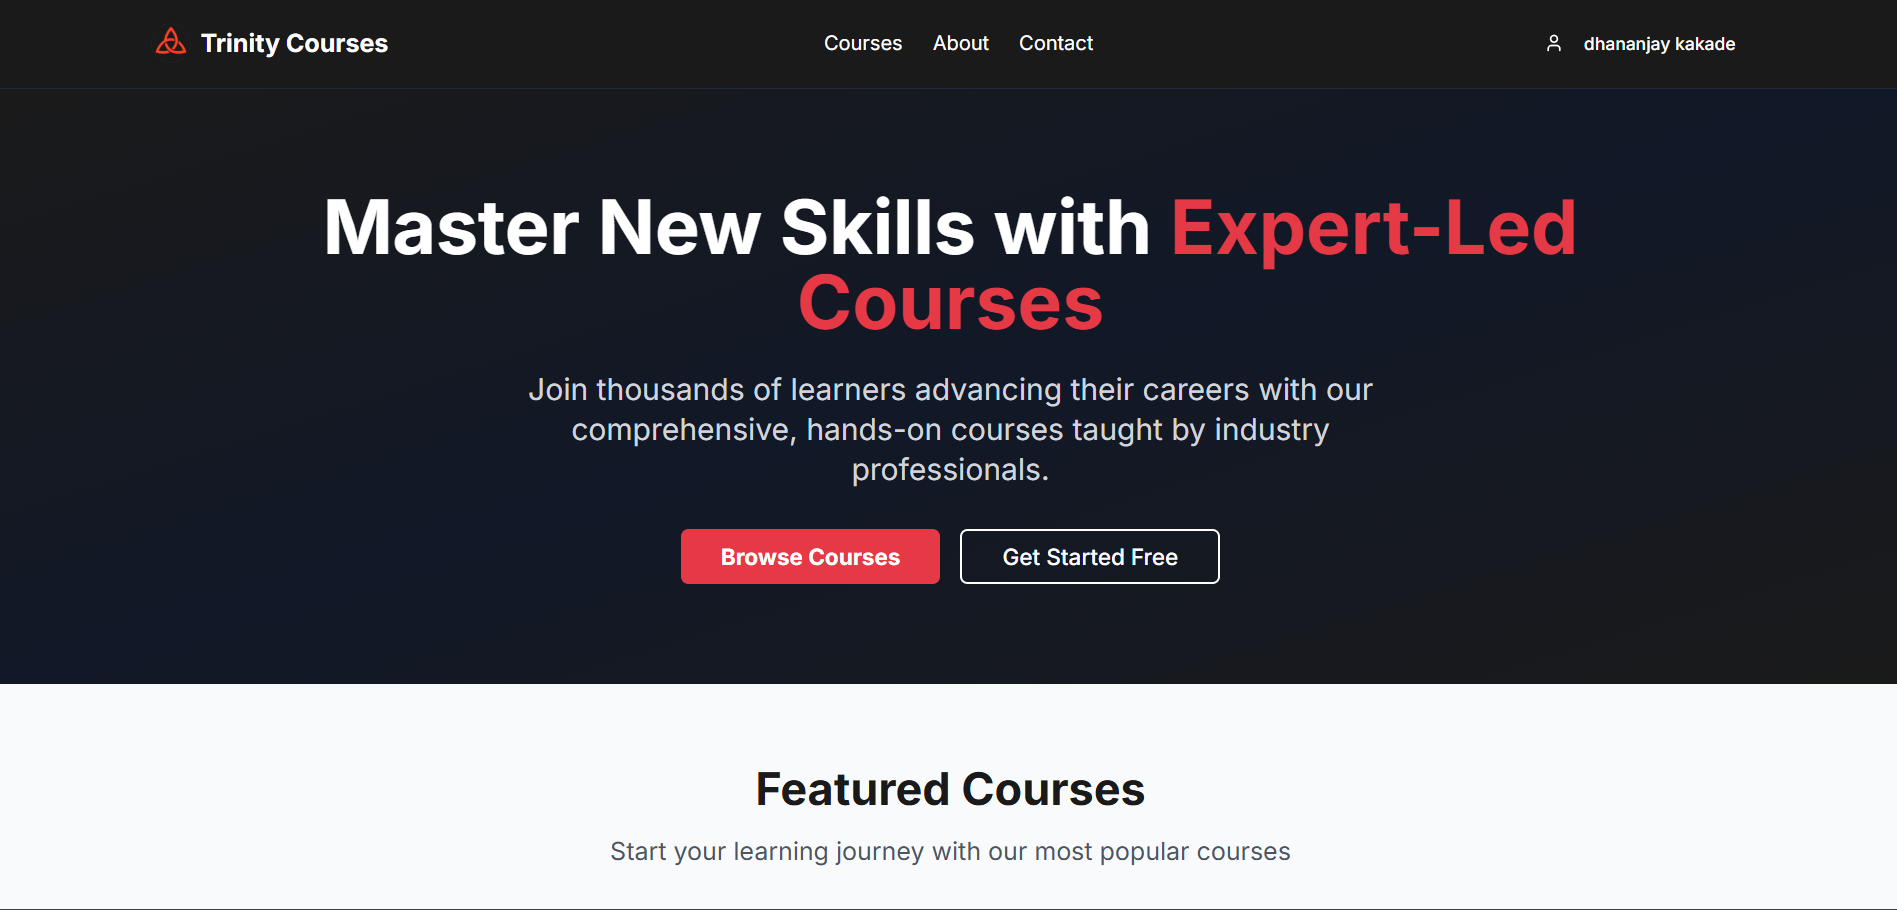 Trinity Courses
Courses About Contact
dhananjay kakade
Master New Skills with Expert-Led
Courses
Join thousands of learners advancing their careers with our
comprehensive, hands-on courses taught by industry
professionals.
Browse Courses
Get Started Free
Featured Courses
Start your learning journey with our most popular courses